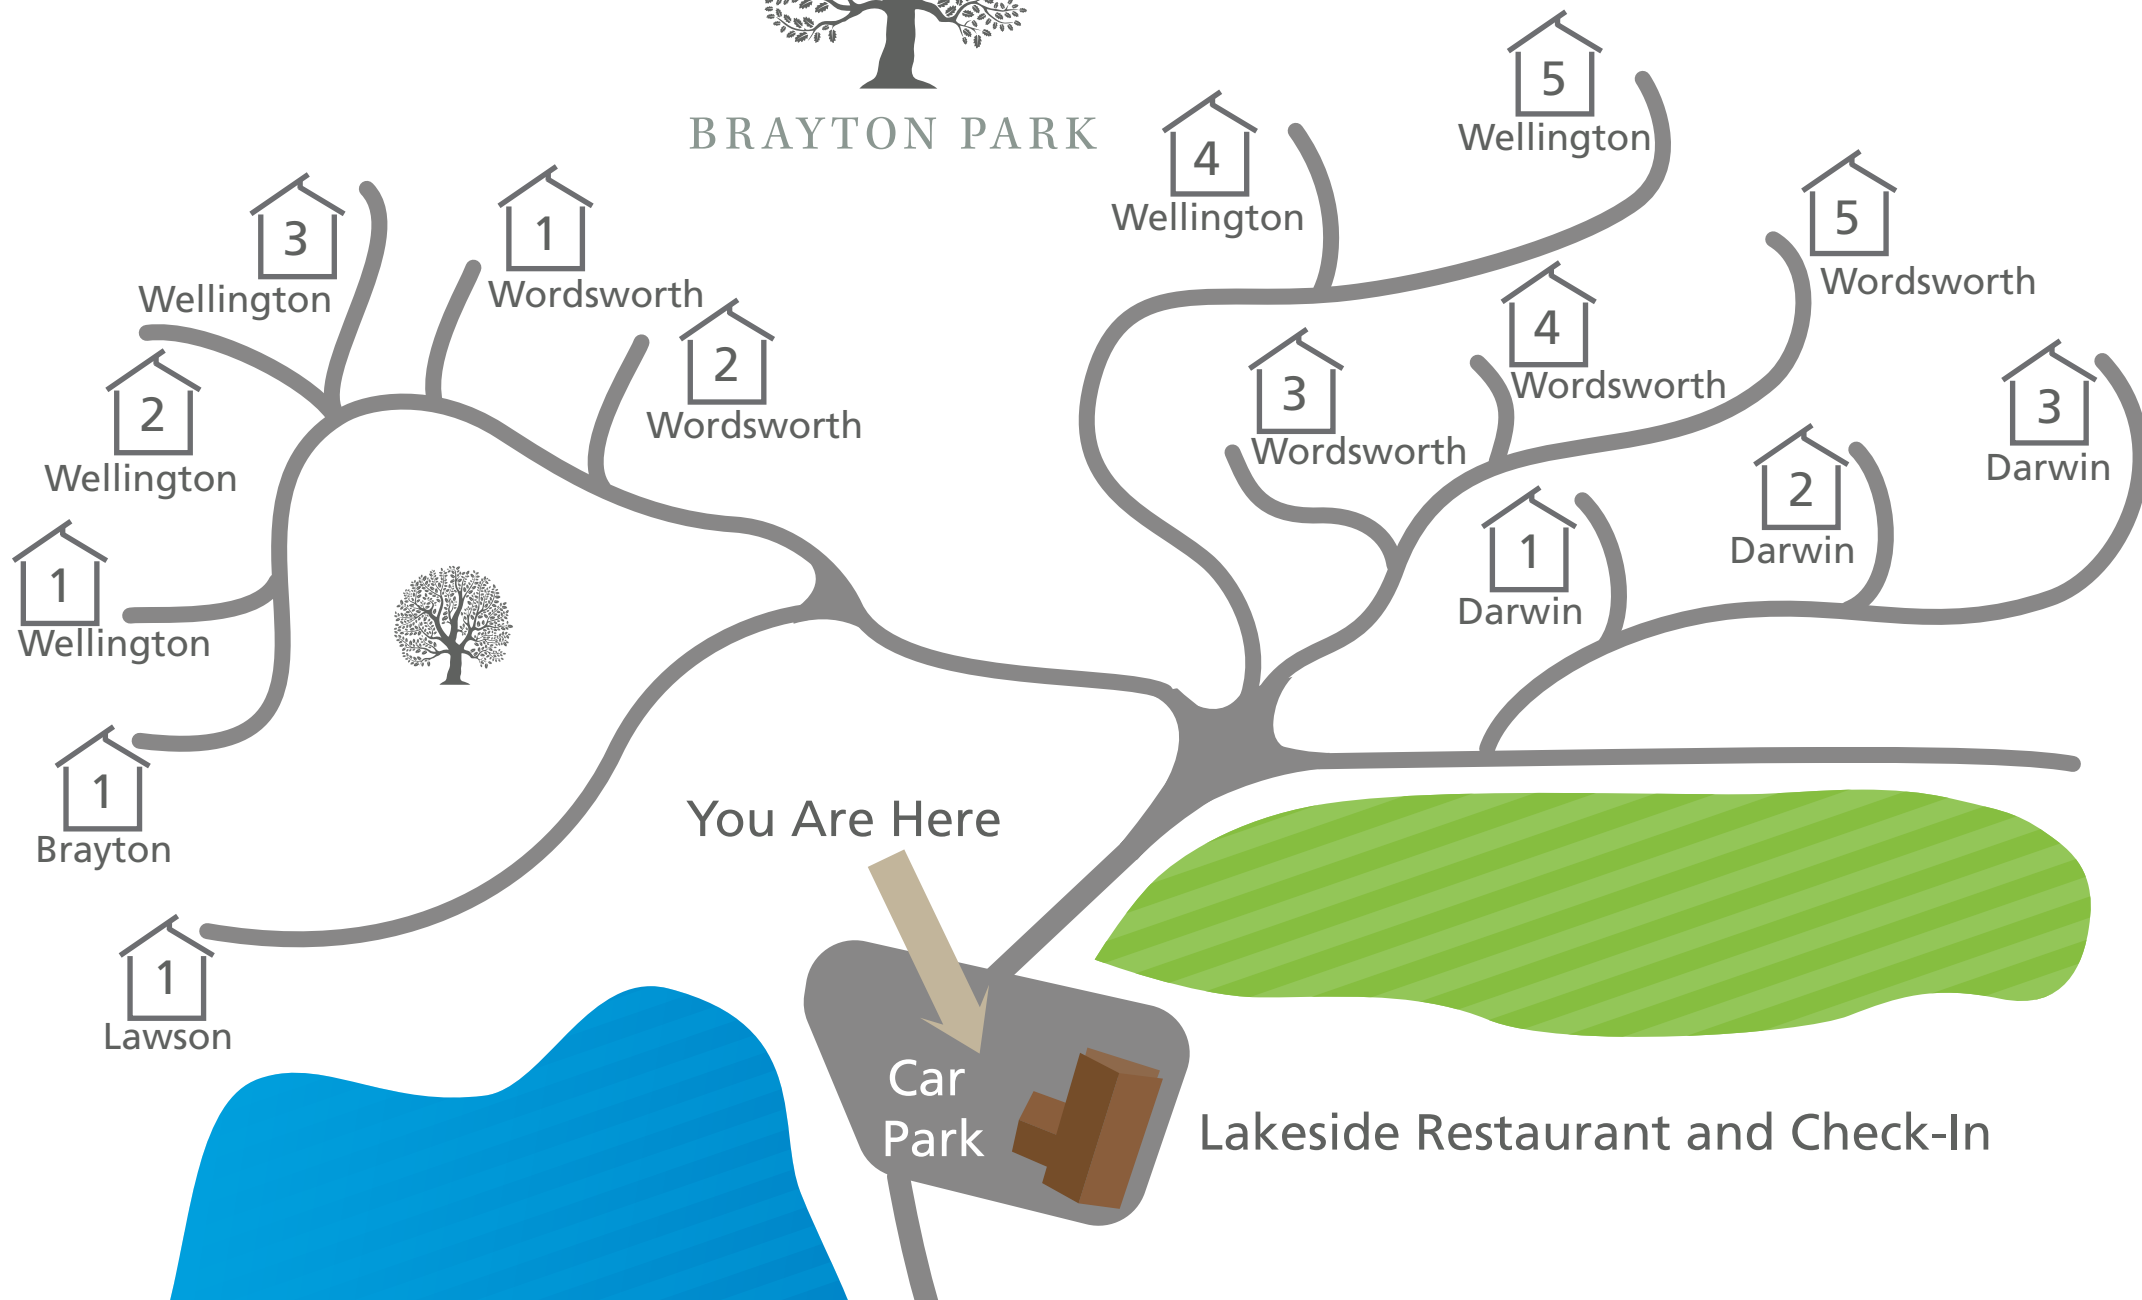 BRAYTON PARK
5
Wellington
4
Wellington
5
Wordsworth
3
Wellington
1
Wordsworth
4
Wordsworth
2
Wordsworth
3
Wordsworth
3
Darwin
2
Wellington
2
Darwin
1
Darwin
1
Wellington
1
Brayton
You Are Here
1
Lawson
Car
Park
Lakeside Restaurant and Check-In